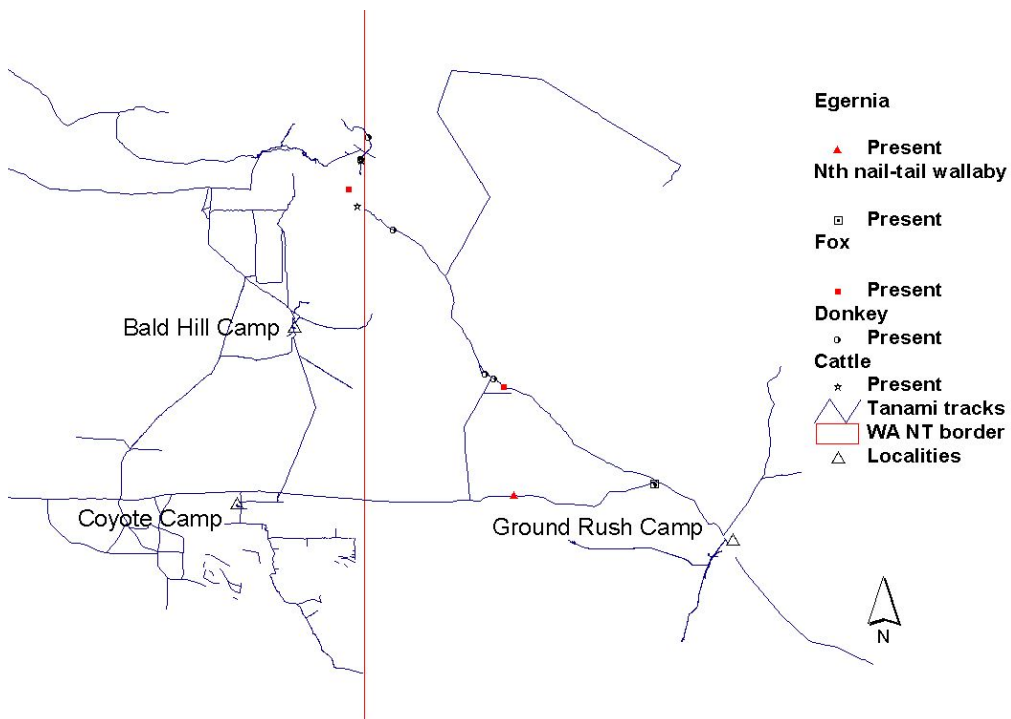 Egernia
Present
Nth nail-tail wallaby
Present
Fox
Present
Donkey
Present
Cattle
Present
Tanami tracks
WA NT border
Localities
Bald Hill Camp
Coyote Camp
Ground Rush Camp
N